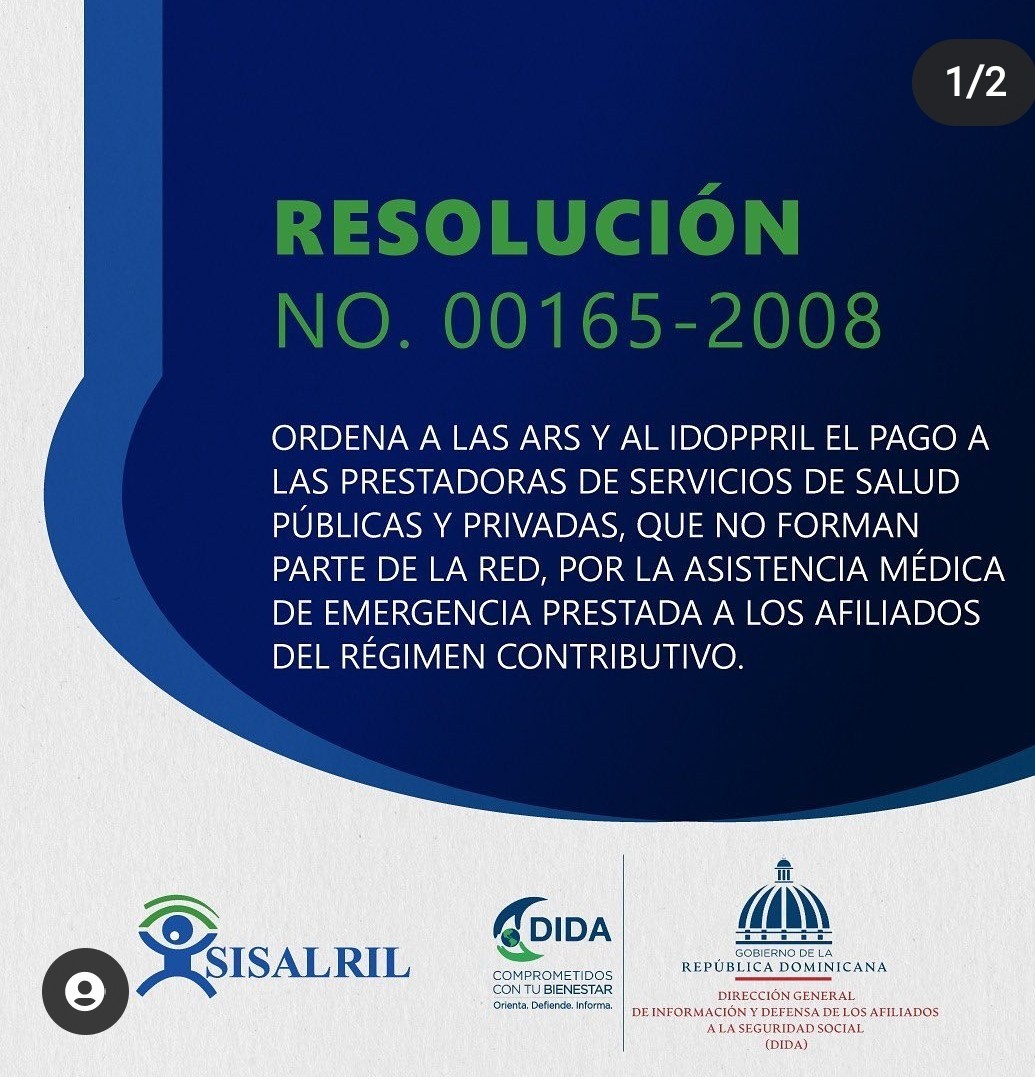 1/2
RESOLUCIÓN
NO. 00165-2008
ORDENA A LAS ARS Y AL IDOPPRIL EL PAGO A
LAS PRESTADORAS DE SERVICIOS DE SALUD
PÚBLICAS Y PRIVADAS, QUE NO FORMAN
PARTE DE LA RED, POR LA ASISTENCIA MÉDICA
DE EMERGENCIA PRESTADA A LOS AFILIADOS
DEL RÉGIMEN CONTRIBUTIVO.
SISALRIL
DIDA
COMPROMETIDOS
CON TU BIENESTAR
Orienta. Defiende. Informa.
GOBIERNO DE LA
REPÚBLICA DOMINICANA
DIRECCIÓN GENERAL
DE INFORMACIÓN Y DEFENSA DE LOS AFILIADOS
A LA SEGURIDAD SOCIAL
(DIDA)